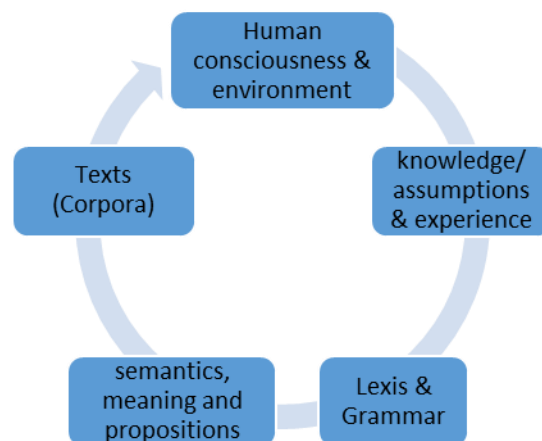 Human
consciousness &
environment
knowledge/
assumptions
& experience
Lexis &
Grammar
semantics,
meaning and
propositions
Texts
(Corpora)